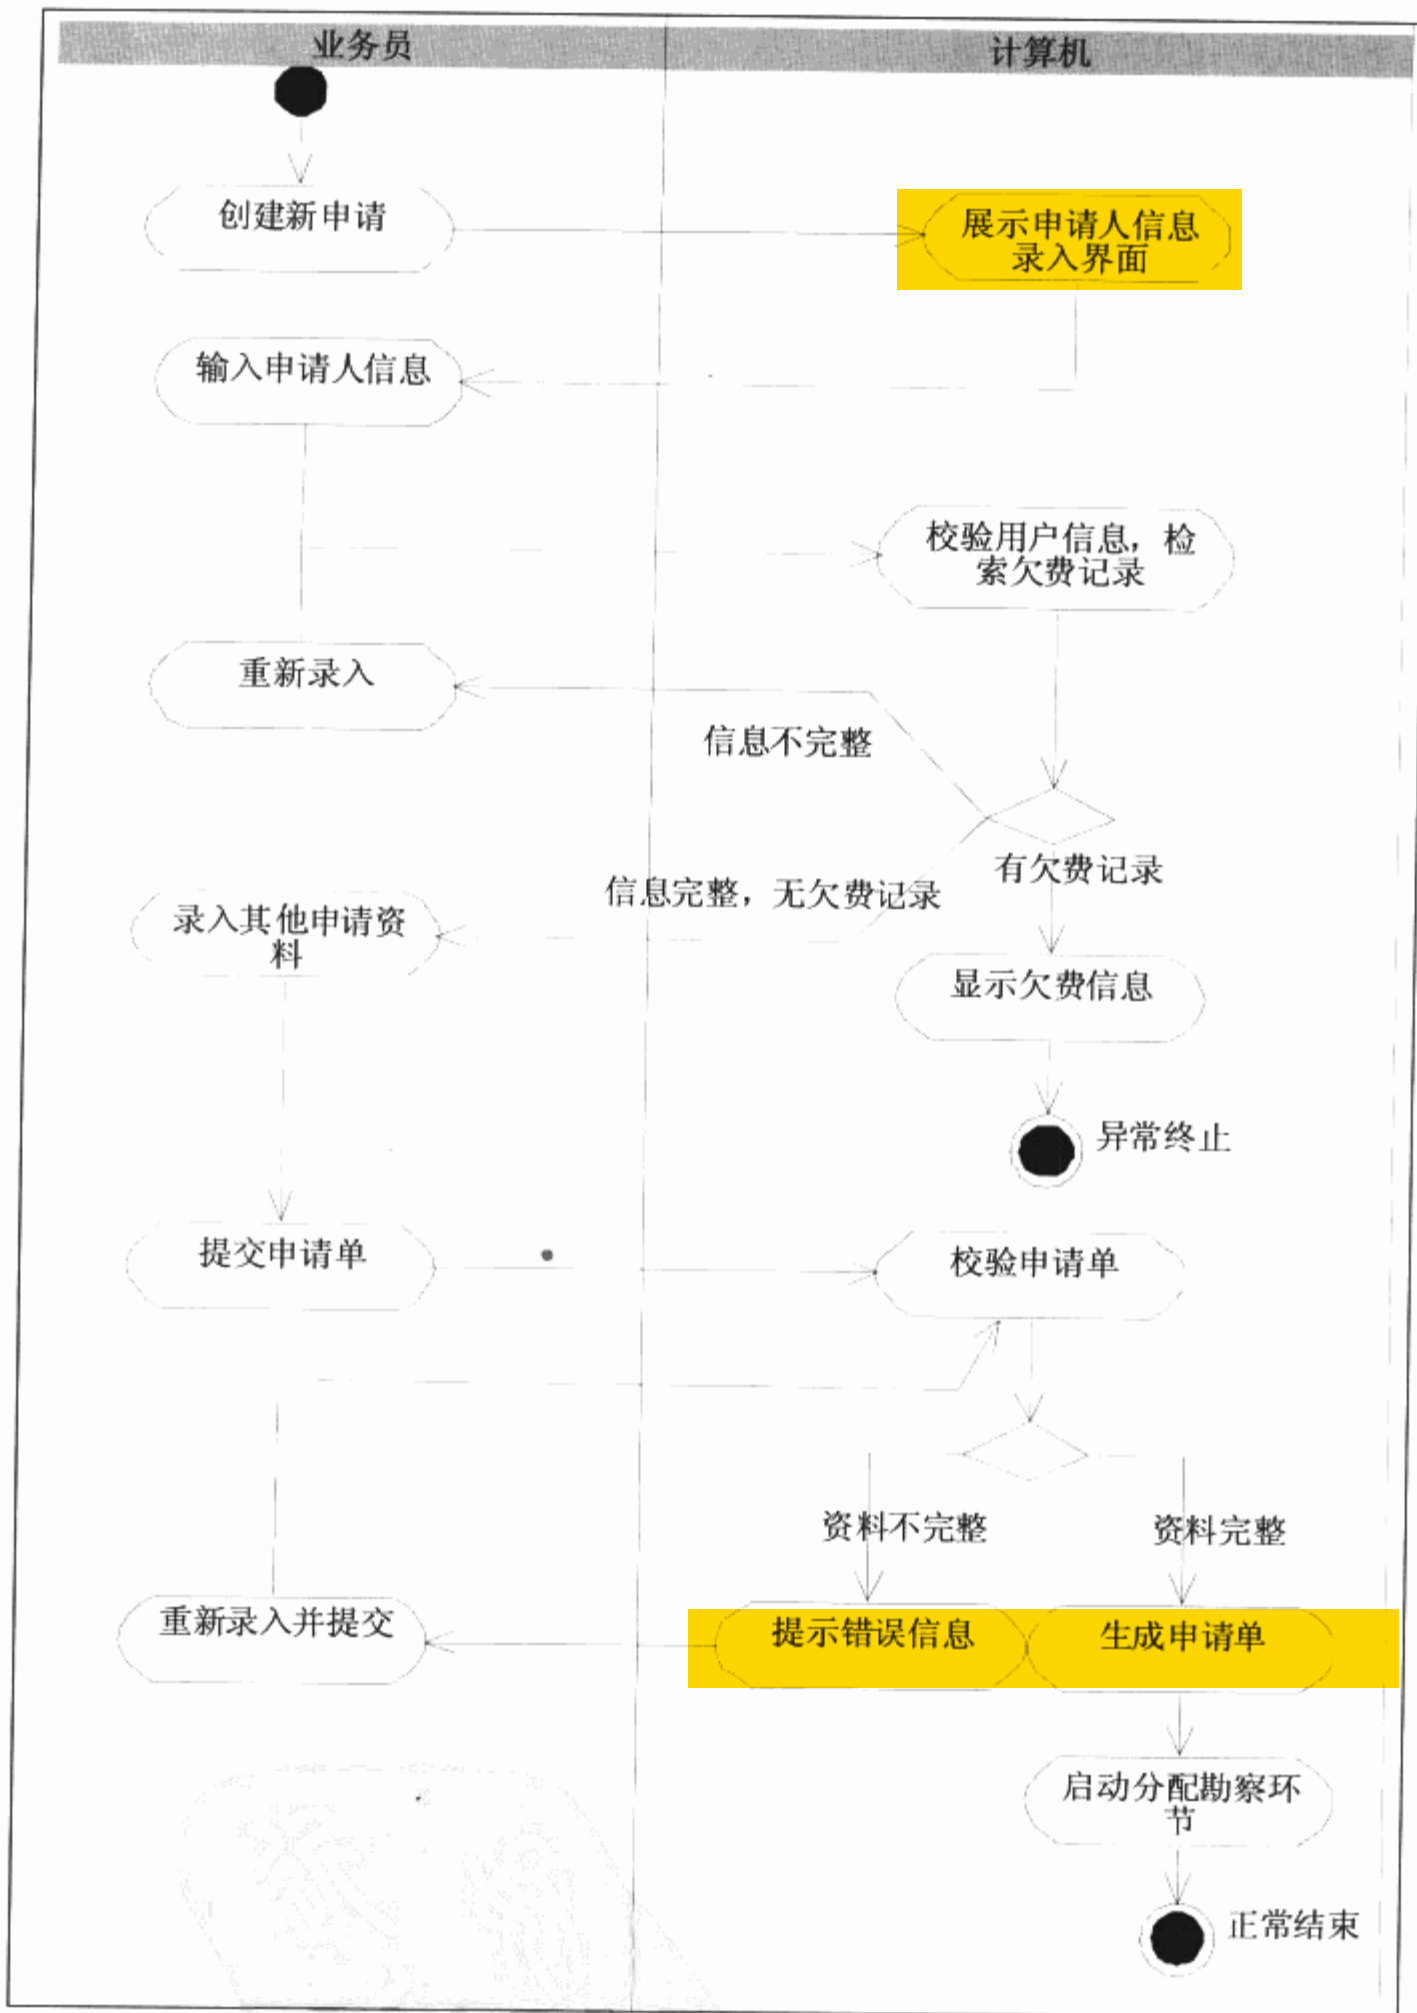 业务员
计算机
创建新申请
展示申请人信息
录入界面
输入申请人信息
校验用户信息，检
索欠费记录
重新录入
信息不完整
有欠费记录
信息完整，无欠费记录
录入其他申请资
料
显示欠费信息
异常终止
提交申请单
校验申请单
资料不完整
资料完整
重新录入并提交
提示错误信息
生成申请单
启动分配勘察环
节
正常结束